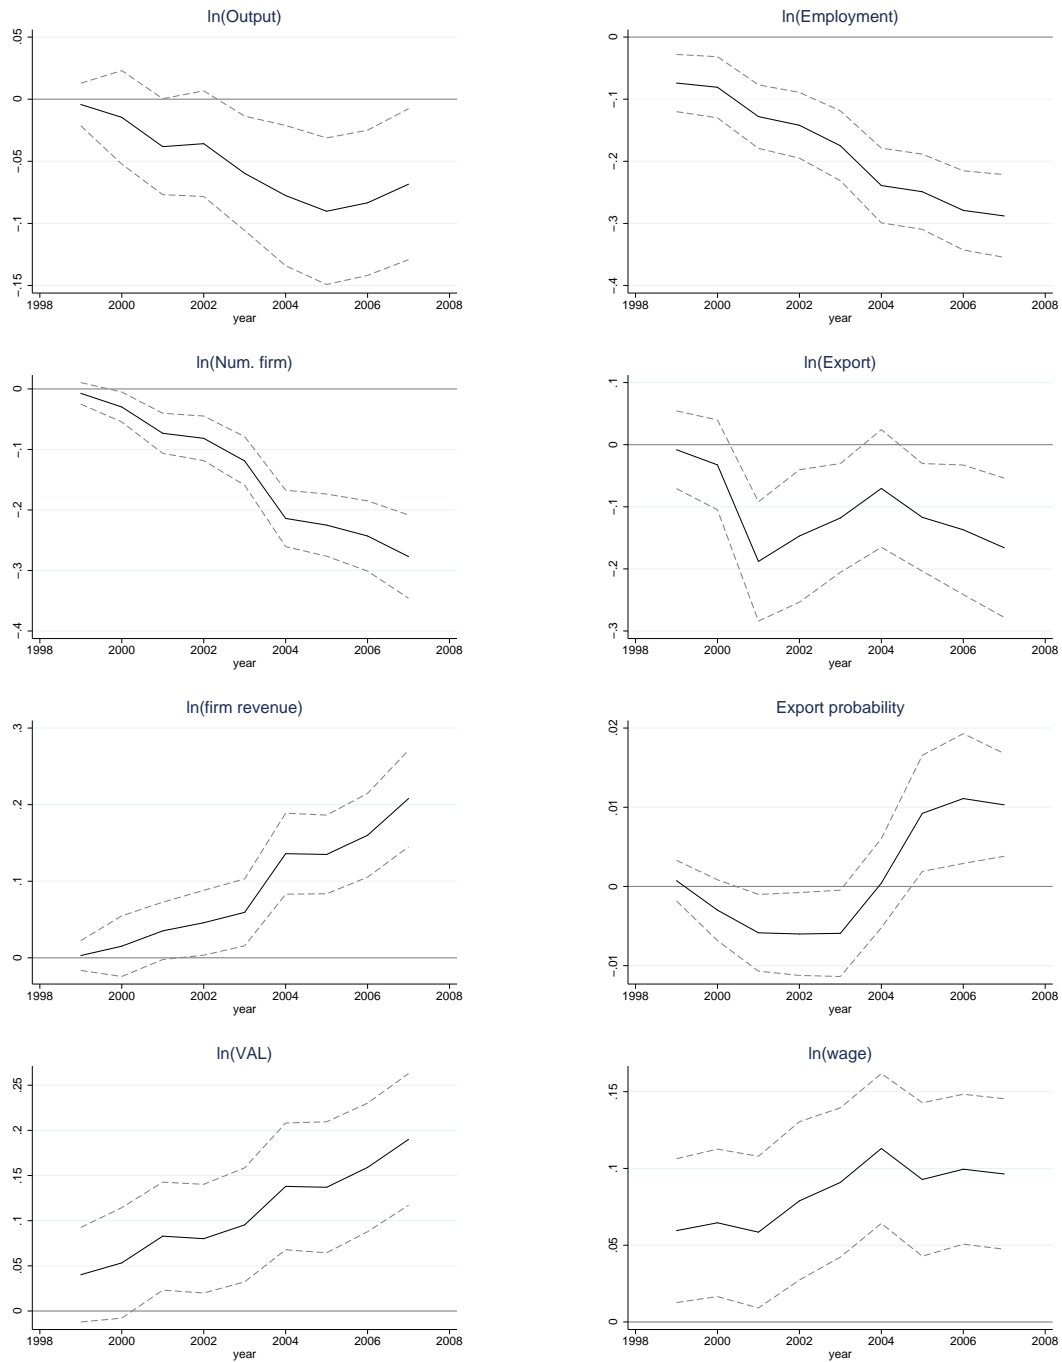 ln(Output)
.05
0
-.05
-.1
-.15
1998 2000 2002 2004 2006 2008
year
ln(Employment)
0
-.1
-.2
-.3
-.4
1998 2000 2002 2004 2006 2008
year
ln(Num. firm)
0
-.1
-.2
-.3
-.4
1998 2000 2002 2004 2006 2008
year
ln(Export)
.1
0
-.1
-.2
-.3
1998 2000 2002 2004 2006 2008
year
ln(firm revenue)
.3
.2
.1
0
1998 2000 2002 2004 2006 2008
year
Export probability
.02
.01
0
-.01
1998 2000 2002 2004 2006 2008
year
ln(VAL)
.25
.2
.15
.1
.05
0
1998 2000 2002 2004 2006 2008
year
ln(wage)
.15
.1
.05
0
1998 2000 2002 2004 2006 2008
year